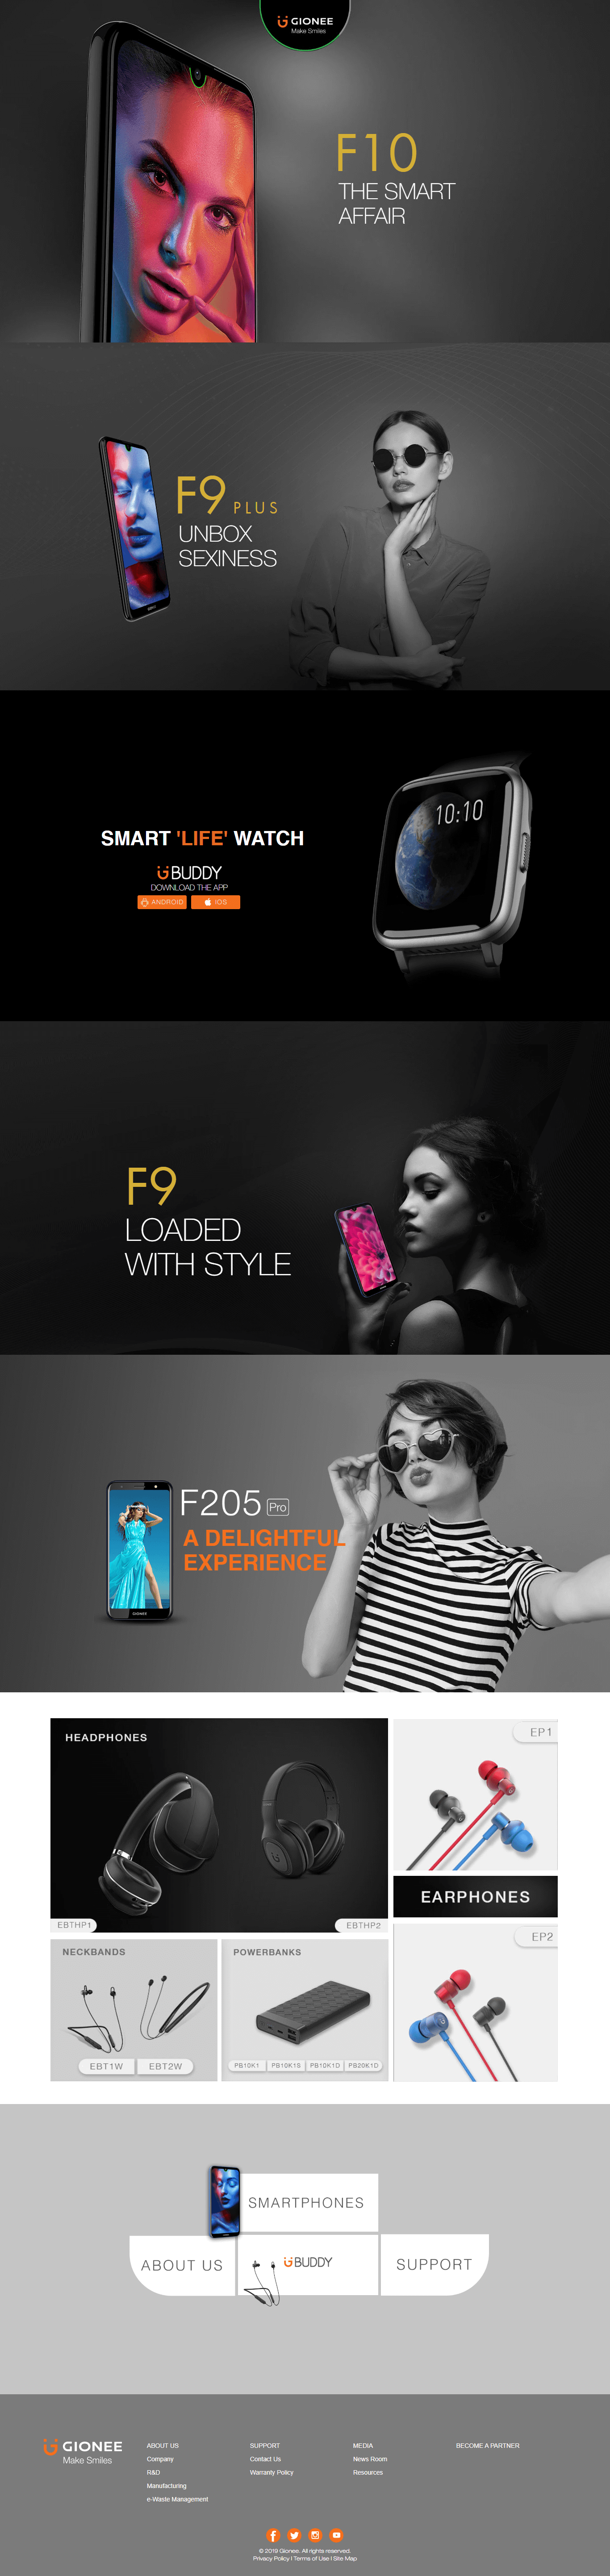 GIONEE
Make Smiles
F10
THE SMART
AFFAIR
F9 PLUS
UNBOX
SEXINESS
SMART 'LIFE' WATCH
10:10
BUDDY
DOWNLOAD THE APP
ANDROID
IOS
F9
LOADED
WITH STYLE
F205 Pro
A DELIGHTFUL
EXPERIENCE
GIONEE
HEADPHONES
EBTHP1
EBTHP2
EP1
EARPHONES
EP2
NECKBANDS
EBT1W
EBT2W
POWERBANKS
PB10K1
PB10K1S
PB10K1D
PB20K1D
SMARTPHONES
ABOUT US
BUDDY
SUPPORT
GIONEE
Make Smiles
ABOUT US
Company
R&D
Manufacturing
e-Waste Management
SUPPORT
Contact Us
Warranty Policy
MEDIA
News Room
Resources
BECOME A PARTNER
© 2019 Gionee. All rights reserved.
Privacy Policy | Terms of Use | Site Map